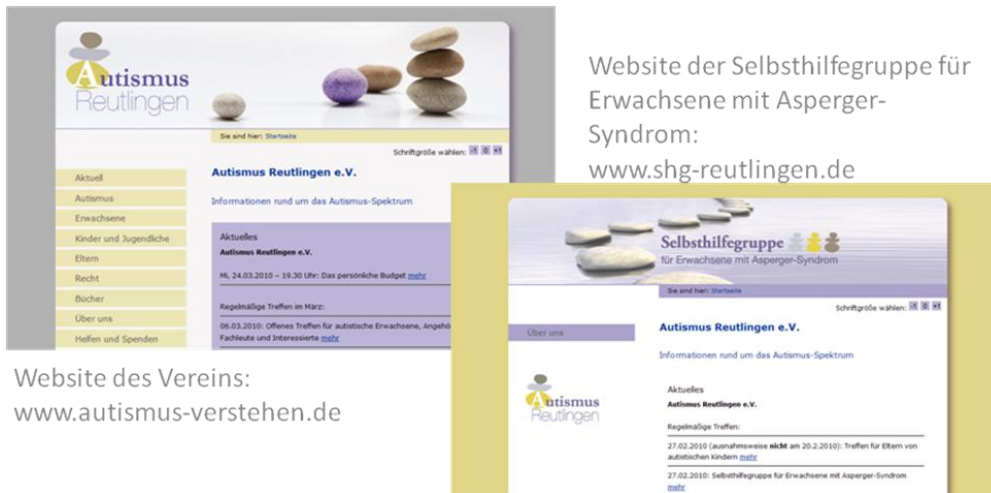 Autismus
Reutlingen
Sie sind hier: Startseite
Schriftgröße wählen: -1 0 +1
Aktuell
Autismus
Erwachsene
Kinder und Jugendliche
Eltern
Recht
Bücher
Über uns
Helfen und Spenden
Autismus Reutlingen e.V.
Informationen rund um das Autismus-Spektrum
Aktuelles
Autismus Reutlingen e.V.
Mi, 24.03.2010 – 19.30 Uhr: Das persönliche Budget mehr
Regelmäßige Treffen im März:
06.03.2010: Offenes Treffen für autistische Erwachsene, Angehö
Fachleute und Interessierte mehr
Website der Selbsthilfegruppe für
Erwachsene mit Asperger-
Syndrom:
www.shg-reutlingen.de
Selbsthilfegruppe
für Erwachsene mit Asperger-Syndrom
Sie sind hier: Startseite
Schriftgröße wählen: -1 0 +1
Über uns
Autismus
Reutlingen
Autismus Reutlingen e.V.
Informationen rund um das Autismus-Spektrum
Aktuelles
Autismus Reutlingen e.V.
Regelmäßige Treffen:
27.02.2010 (ausnahmsweise nicht am 20.2.2010): Treffen für Eltern von
autistischen Kindern mehr
27.02.2010: Selbsthilfegruppe für Erwachsene mit Asperger-Syndrom
mehr
Website des Vereins:
www.autismus-verstehen.de